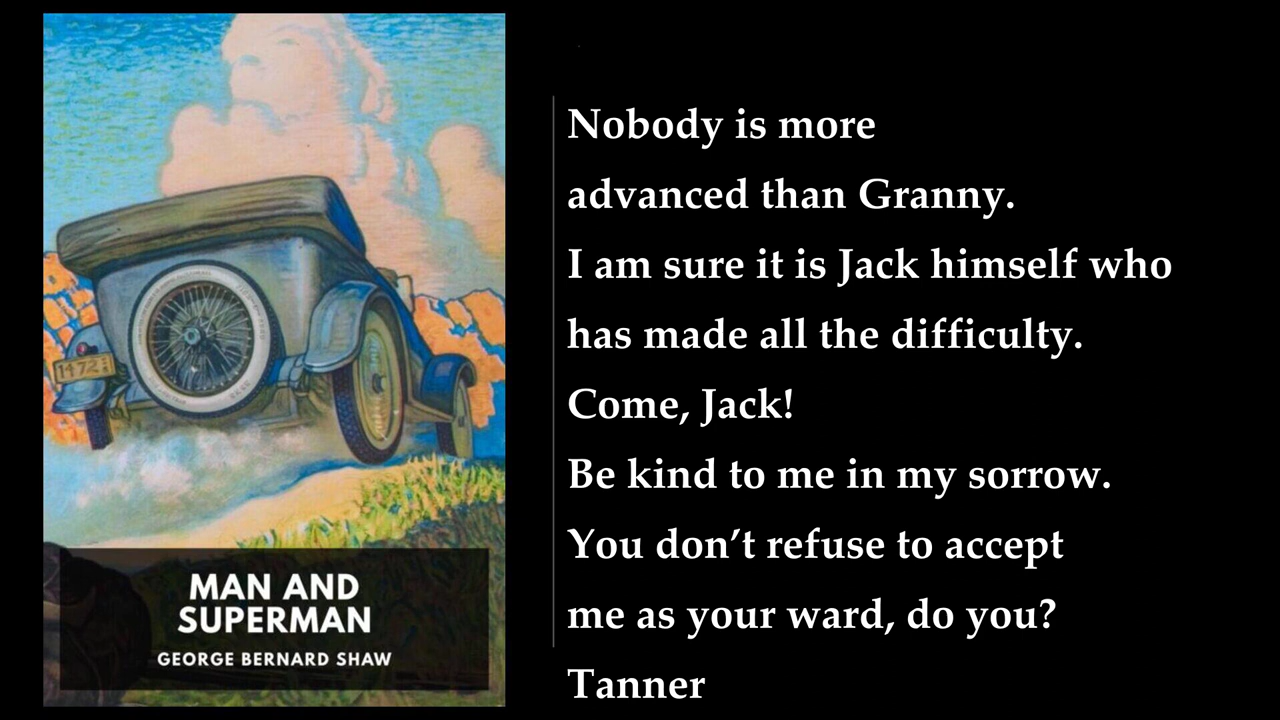 Nobody is more
advanced than Granny.
I am sure it is Jack himself who
has made all the difficulty.
Come, Jack!
Be kind to me in my sorrow.
You don’t refuse to accept
me as your ward, do you?
Tanner
1472
MAN AND
SUPERMAN
GEORGE BERNARD SHAW